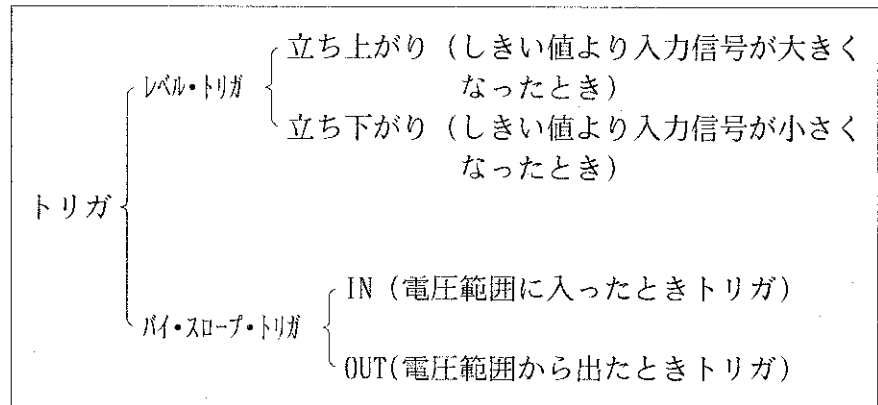 立ち上がり（しきい値より入力信号が大きく
なったとき）
レベル・トリガ
立ち下がり（しきい値より入力信号が小さく
なったとき）
トリガ
IN（電圧範囲に入ったときトリガ）
バイ・スロープ・トリガ
OUT(電圧範囲から出たときトリガ）